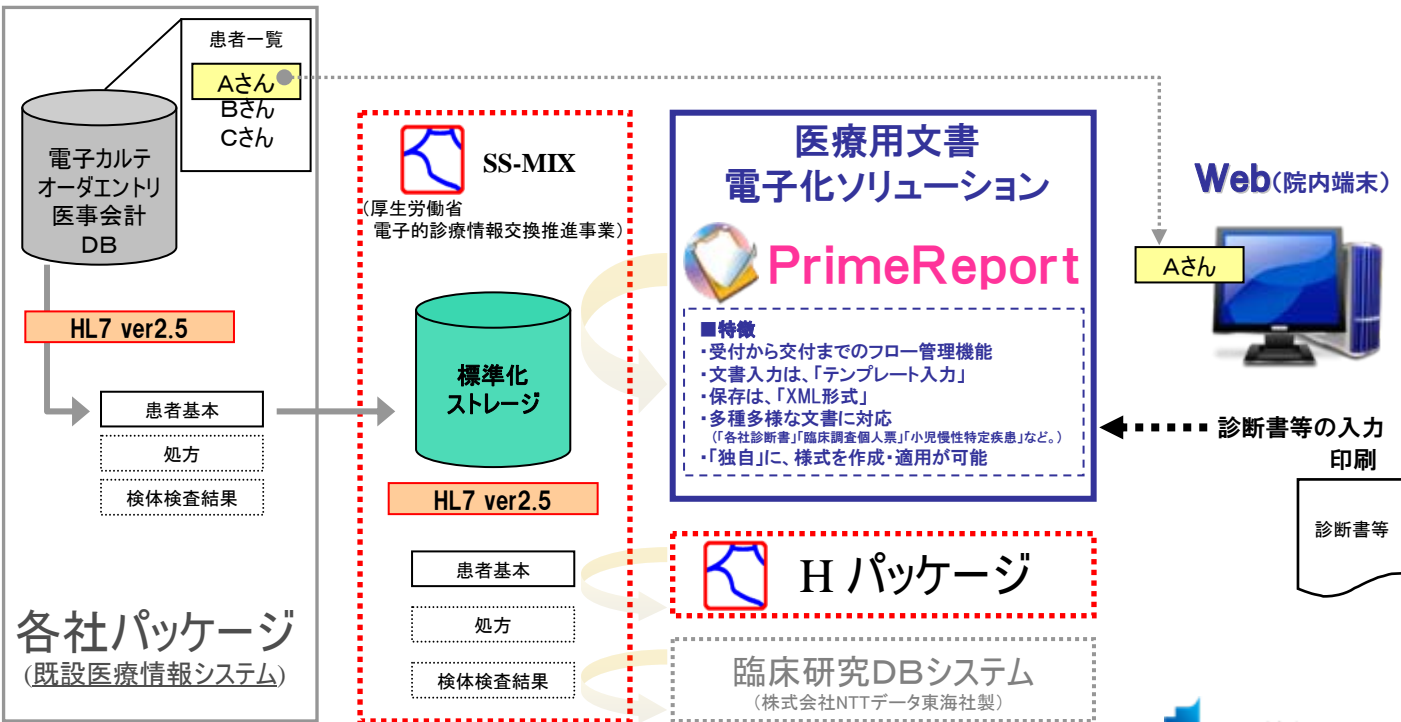 患者一覧
Aさん
Bさん
Cさん
電子カルテ
オーダエントリ
医事会計
DB
HL7 ver2.5
患者基本
処方
検体検査結果
各社パッケージ
(既設医療情報システム)
SS-MIX
(厚生労働省
電子的診療情報交換推進事業)
標準化
ストレージ
HL7 ver2.5
患者基本
処方
検体検査結果
医療用文書
電子化ソリューション
PrimeReport
■特徴
・受付から交付までのフロー管理機能
・文書入力は、「テンプレート入力」
・保存は、「XML形式」
・多種多様な文書に対応
(「各社診断書」「臨床調査個人票」「小児慢性特定疾患」など。)
・「独自」に、様式を作成・適用が可能
H パッケージ
臨床研究DBシステム
(株式会社NTTデータ東海社製)
Web(院内端末)
Aさん
診断書等の入力
印刷
診断書等